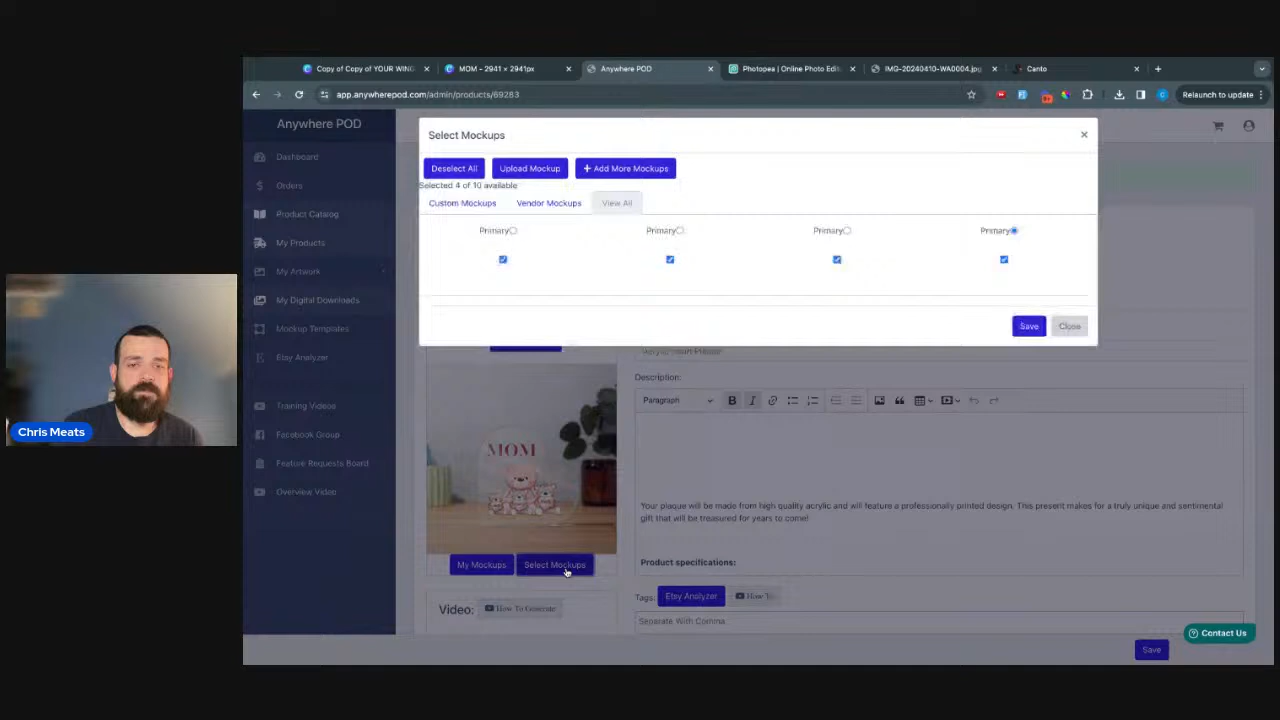 Copy of Copy of YOUR WING
MOM – 2941 × 2941px
Anywhere POD
Photopea | Online Photo Edit
IMG-20240410-WA0004.jpg
Canto
app.anywherepod.com/admin/products/69283
Relaunch to update
Anywhere POD
Dashboard
Orders
Product Catalog
My Products
My Artwork
My Digital Downloads
Mockup Templates
Etsy Analyzer
Training Videos
Facebook Group
Feature Requests Board
Overview Video
Select Mockups
Deselect All
Upload Mockup
Add More Mockups
Selected 4 of 10 available
Custom Mockups
Vendor Mockups
View All
Primary
Primary
Primary
Primary
Save
Close
Description:
Paragraph
B
I
MOM
Your plaque will be made from high quality acrylic and will feature a professionally printed design. This present makes for a truly unique and sentimental
gift that will be treasured for years to come!
Product specifications:
My Mockups
Select Mockups
Video:
How To Generate
Tags:
Etsy Analyzer
How To
Separate With Comma
Contact Us
Save
Chris Meats